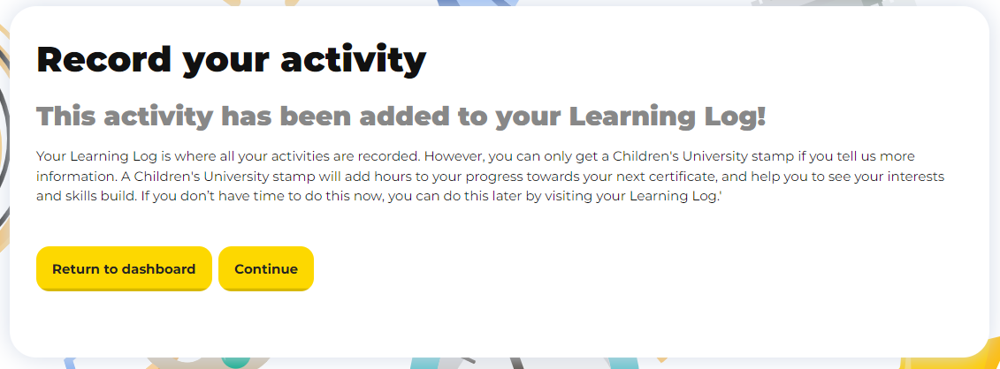 Record your activity
This activity has been added to your Learning Log!
Your Learning Log is where all your activities are recorded. However, you can only get a Children's University stamp if you tell us more
information. A Children's University stamp will add hours to your progress towards your next certificate, and help you to see your interests
and skills build. If you don’t have time to do this now, you can do this later by visiting your Learning Log.'
Return to dashboard
Continue